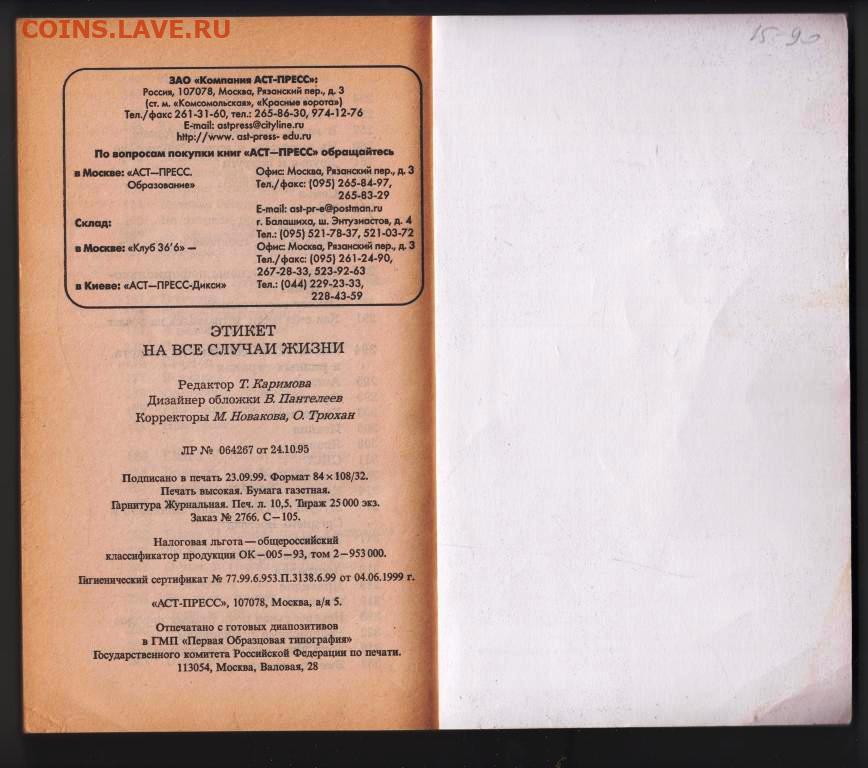 COINS.LAVE.RU
15-90
ЗАО «Компания АСТ-ПРЕСС»:
Россия, 107078, Москва, Рязанский пер., д. 3
(ст. м. «Комсомольская», «Красные ворота»)
Тел./факс 261-31-60, тел.: 265-86-30, 974-12-76
E-mail: astpress@cityline.ru
http://www. ast-press- edu.ru
По вопросам покупки книг «АСТ—ПРЕСС» обращайтесь
в Москве: «АСТ—ПРЕСС. Офис: Москва, Рязанский пер., д. 3
Образование» Тел./факс: (095) 265-84-97,
265-83-29
E-mail: ast-pr-e@postman.ru
Склад: г. Балашиха, ш. Энтузиастов, д. 4
Тел.: (095) 521-78-37, 521-03-72
в Москве: «Клуб 36'6» — Офис: Москва, Рязанский пер., д. 3
Тел./факс: (095) 261-24-90,
267-28-33, 523-92-63
в Киеве: «АСТ—ПРЕСС-Дикси» Тел.: (044) 229-23-33,
228-43-59
ЭТИКЕТ
НА ВСЕ СЛУЧАИ ЖИЗНИ
Редактор Т. Каримова
Дизайнер обложки В. Пантелеев
Корректоры М. Новакова, О. Трюхан
ЛР № 064267 от 24.10.95
Подписано в печать 23.09.99. Формат 84 × 108/32.
Печать высокая. Бумага газетная.
Гарнитура Журнальная. Печ. л. 10,5. Тираж 25 000 экз.
Заказ № 2766. С—105.
Налоговая льгота — общероссийский
классификатор продукции ОК—005—93, том 2—953 000.
Гигиенический сертификат № 77.99.6.953.П.3138.6.99 от 04.06.1999 г.
«АСТ-ПРЕСС», 107078, Москва, а/я 5.
Отпечатано с готовых диапозитивов
в ГМП «Первая Образцовая типография»
Государственного комитета Российской Федерации по печати.
113054, Москва, Валовая, 28